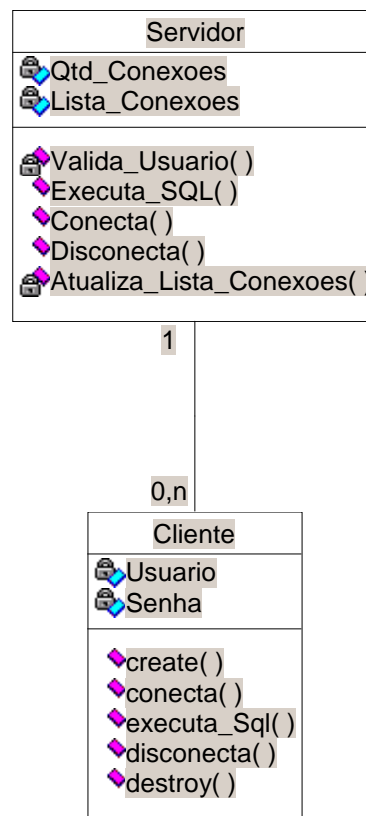 Servidor
Qtd_Conexoes
Lista_Conexoes
Valida_Usuario( )
Executa_SQL( )
Conecta( )
Disconecta( )
Atualiza_Lista_Conexoes( )
1
0,n
Cliente
Usuario
Senha
create( )
conecta( )
executa_Sql( )
disconecta( )
destroy( )